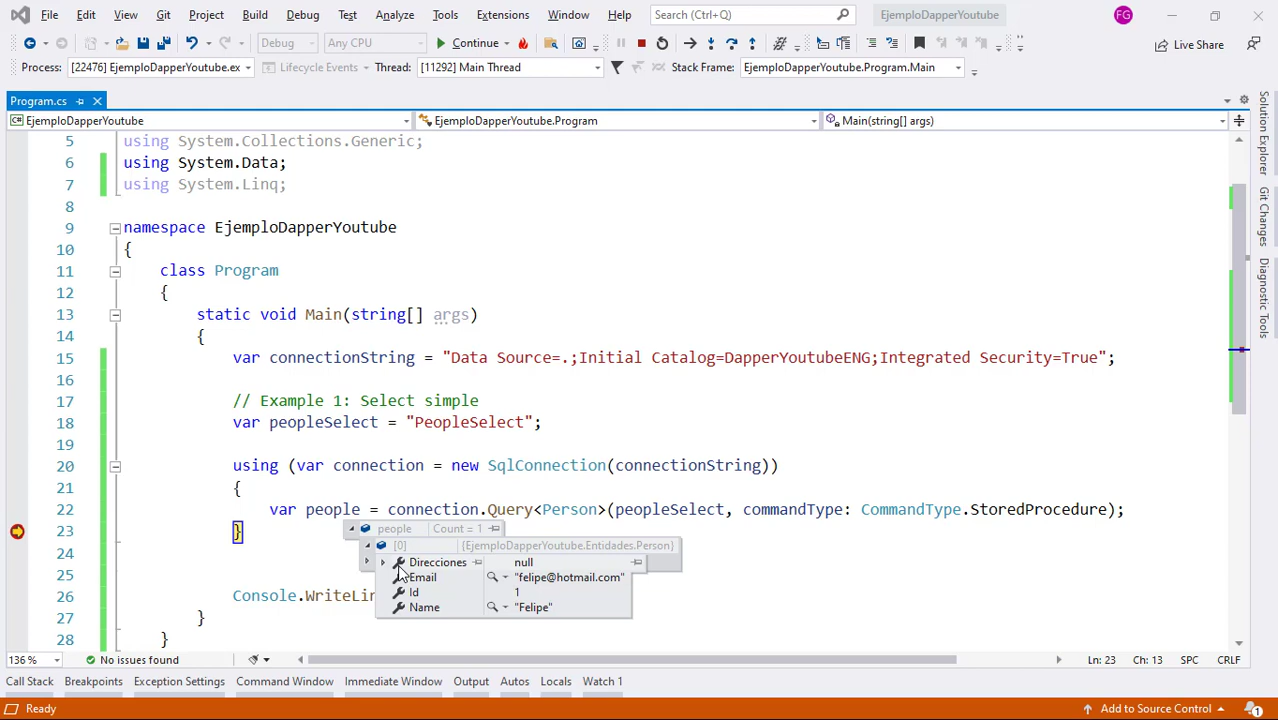 File Edit View Git Project Build Debug Test Analyze Tools Extensions Window Help Search (Ctrl+Q) EjemploDapperYoutube FG
Debug Any CPU Continue Live Share
Process: [22476] EjemploDapperYoutube.ex Lifecycle Events Thread: [11292] Main Thread Stack Frame: EjemploDapperYoutube.Program.Main
Program.cs
EjemploDapperYoutube EjemploDapperYoutube.Program Main(string[] args)
5 using System.Collections.Generic;
6 using System.Data;
7 using System.Linq;
8
9 namespace EjemploDapperYoutube
10 {
11 class Program
12 {
13 static void Main(string[] args)
14 {
15 var connectionString = "Data Source=.;Initial Catalog=DapperYoutubeENG;Integrated Security=True";
16
17 // Example 1: Select simple
18 var peopleSelect = "PeopleSelect";
19
20 using (var connection = new SqlConnection(connectionString))
21 {
22 var people = connection.Query<Person>(peopleSelect, commandType: CommandType.StoredProcedure);
23 }
people Count = 1
[0] {EjemploDapperYoutube.Entidades.Person}
24
Direcciones null
25
Email "felipe@hotmail.com"
Id 1
26 Console.WriteLin
Name "Felipe"
27 }
28 }
136 % No issues found Ln: 23 Ch: 13 SPC CRLF
Call Stack Breakpoints Exception Settings Command Window Immediate Window Output Autos Locals Watch 1
Ready Add to Source Control 1
Solution Explorer
Git Changes
Diagnostic Tools